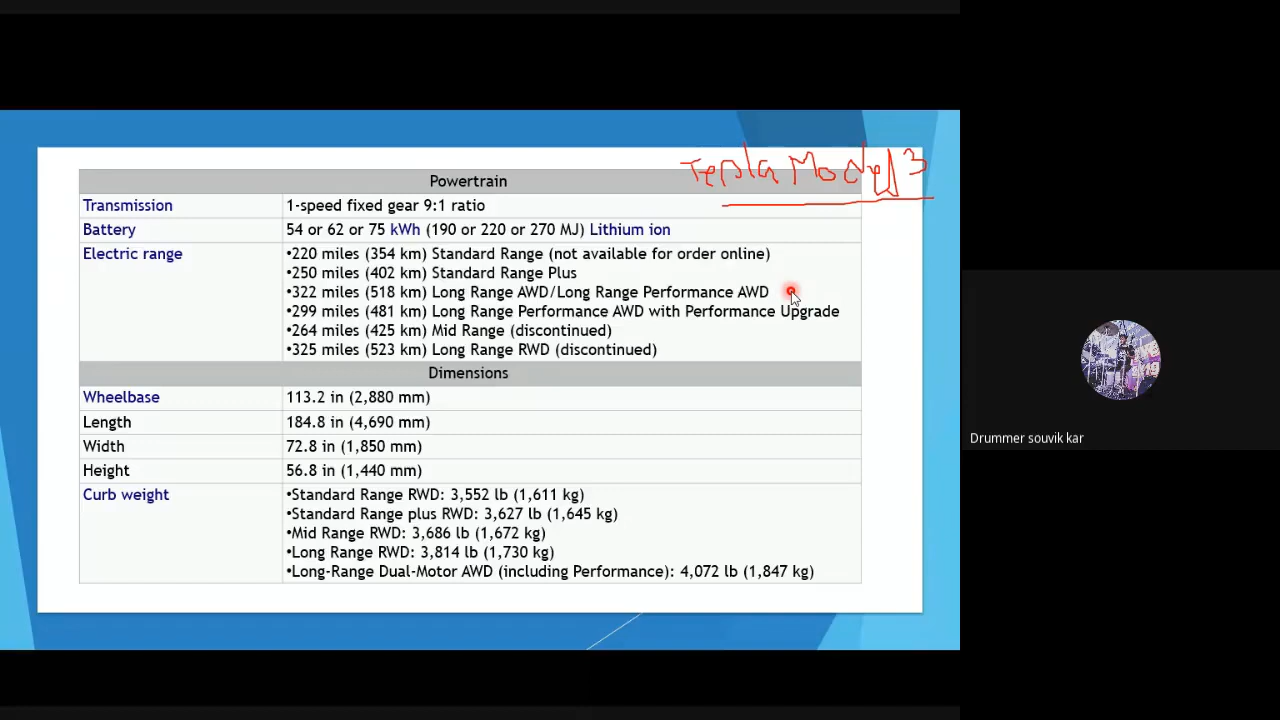 Tesla Model 3
Powertrain
Transmission 1-speed fixed gear 9:1 ratio
Battery 54 or 62 or 75 kWh (190 or 220 or 270 MJ) Lithium ion
Electric range •220 miles (354 km) Standard Range (not available for order online)
•250 miles (402 km) Standard Range Plus
•322 miles (518 km) Long Range AWD/Long Range Performance AWD
•299 miles (481 km) Long Range Performance AWD with Performance Upgrade
•264 miles (425 km) Mid Range (discontinued)
•325 miles (523 km) Long Range RWD (discontinued)
Dimensions
Wheelbase 113.2 in (2,880 mm)
Length 184.8 in (4,690 mm)
Width 72.8 in (1,850 mm)
Height 56.8 in (1,440 mm)
Curb weight •Standard Range RWD: 3,552 lb (1,611 kg)
•Standard Range plus RWD: 3,627 lb (1,645 kg)
•Mid Range RWD: 3,686 lb (1,672 kg)
•Long Range RWD: 3,814 lb (1,730 kg)
•Long-Range Dual-Motor AWD (including Performance): 4,072 lb (1,847 kg)
Drummer souvik kar